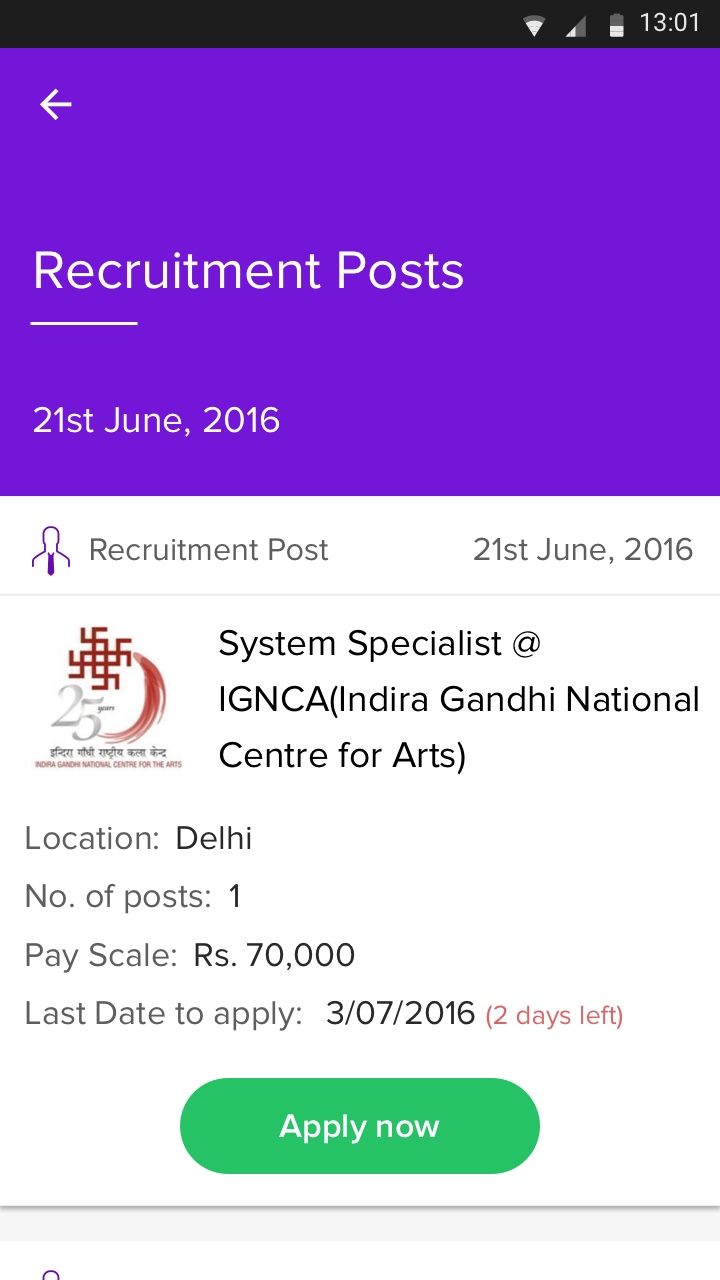 13:01
Recruitment Posts
21st June, 2016
Recruitment Post 21st June, 2016
System Specialist @
IGNCA(Indira Gandhi National
Centre for Arts)
25 years
इन्दिरा गाँधी राष्ट्रीय कला केन्द्र
INDIRA GANDHI NATIONAL CENTRE FOR THE ARTS
Location: Delhi
No. of posts: 1
Pay Scale: Rs. 70,000
Last Date to apply: 3/07/2016 (2 days left)
Apply now